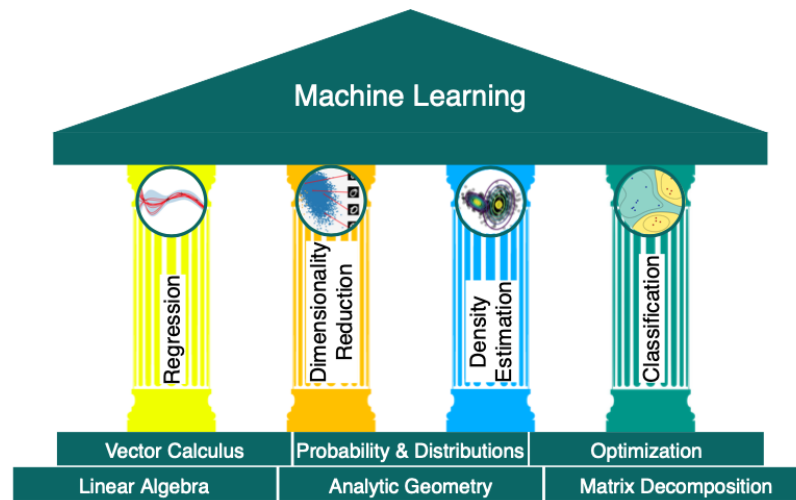 Machine Learning
Regression
Dimensionality
Reduction
Density
Estimation
Classification
Vector Calculus
Probability & Distributions
Optimization
Linear Algebra
Analytic Geometry
Matrix Decomposition